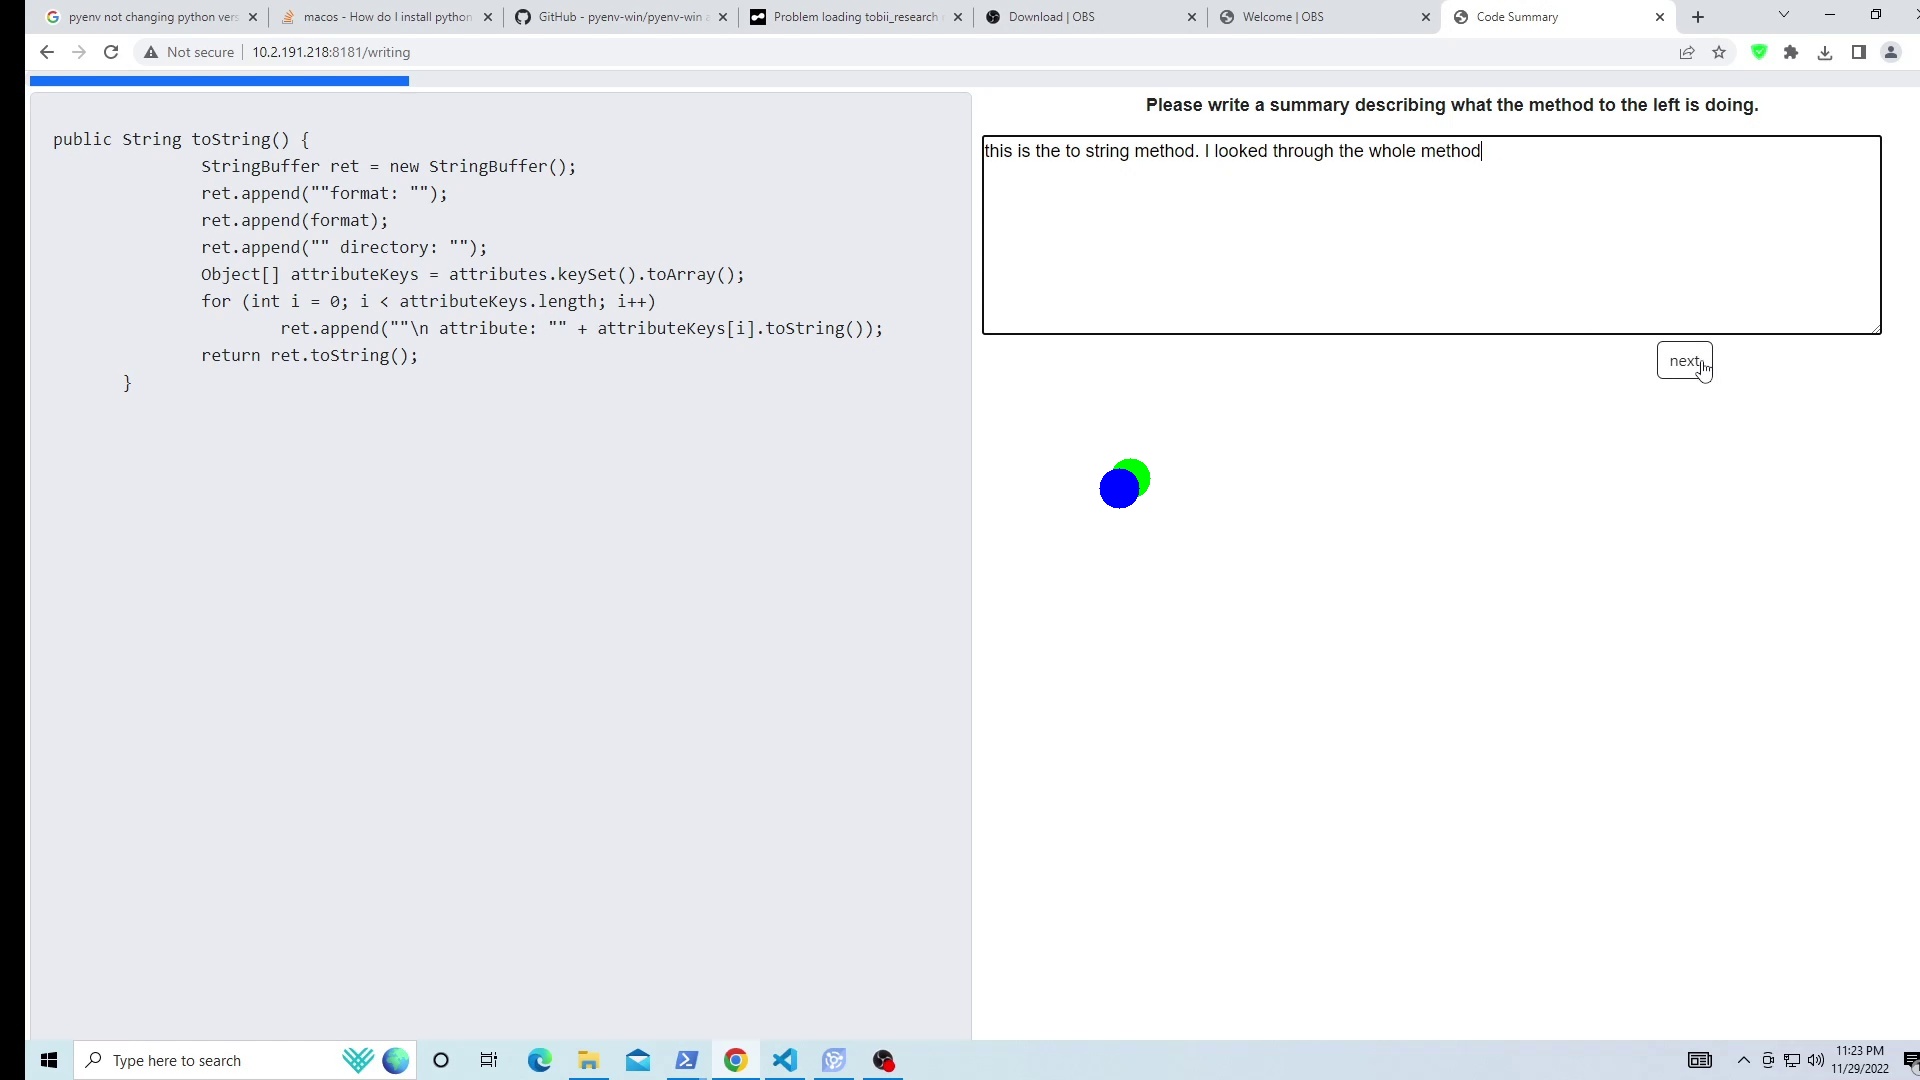 pyenv not changing python vers
macos - How do I install python
GitHub - pyenv-win/pyenv-win a
Problem loading tobii_research
Download | OBS
Welcome | OBS
Code Summary
Not secure
10.2.191.218:8181/writing
public String toString() {
StringBuffer ret = new StringBuffer();
ret.append(""format: "");
ret.append(format);
ret.append("" directory: "");
Object[] attributeKeys = attributes.keySet().toArray();
for (int i = 0; i < attributeKeys.length; i++)
ret.append(""\n attribute: "" + attributeKeys[i].toString());
return ret.toString();
}
Please write a summary describing what the method to the left is doing.
this is the to string method. I looked through the whole method
next
Type here to search
11:23 PM
11/29/2022